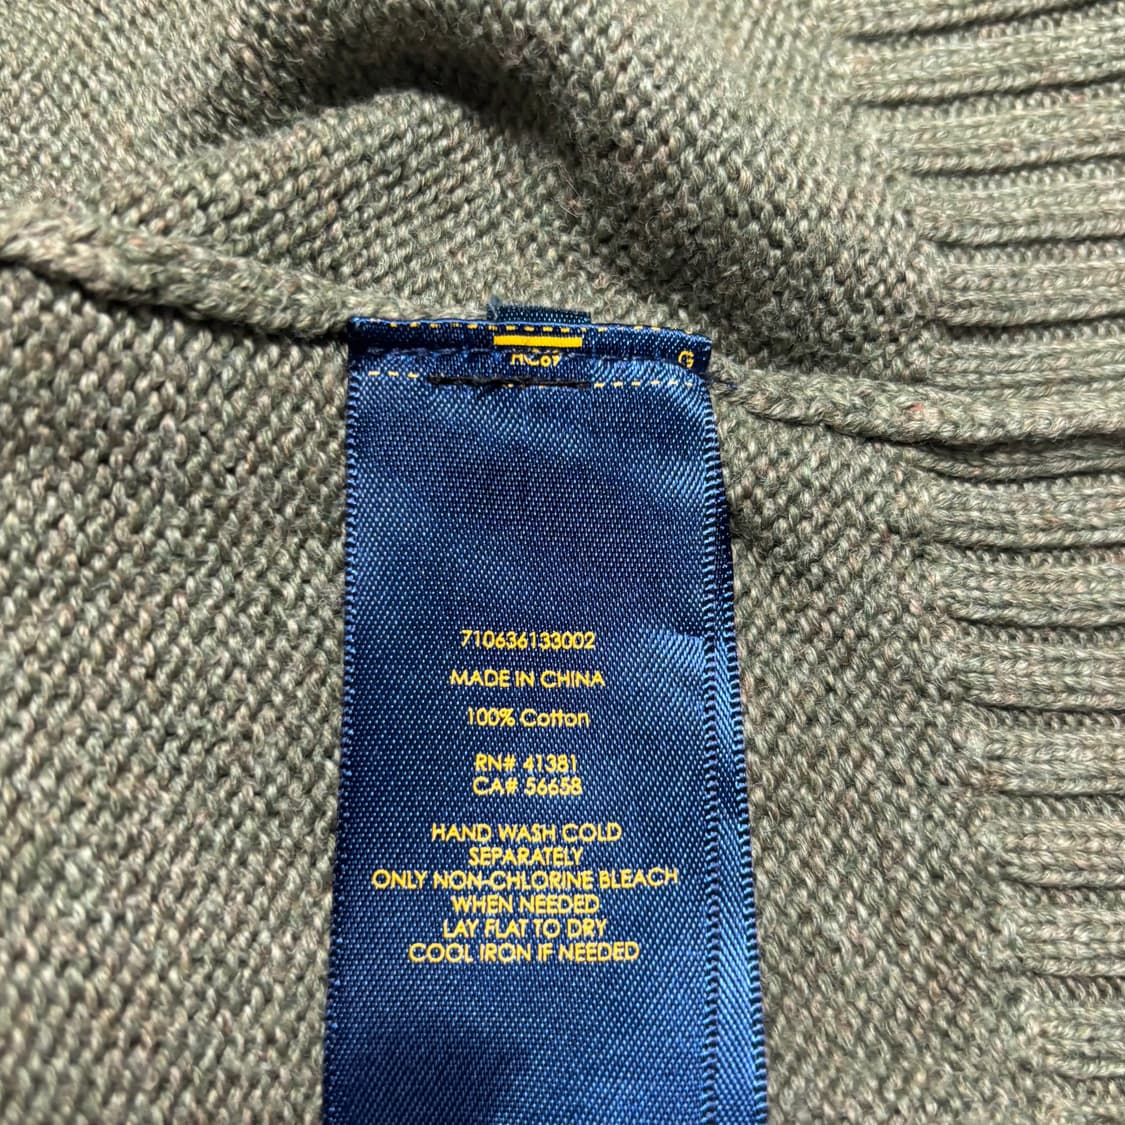 G
710636133002
MADE IN CHINA
100% Cotton
RN# 41381
CA# 56658
HAND WASH COLD
SEPARATELY
ONLY NON-CHLORINE BLEACH
WHEN NEEDED
LAY FLAT TO DRY
COOL IRON IF NEEDED